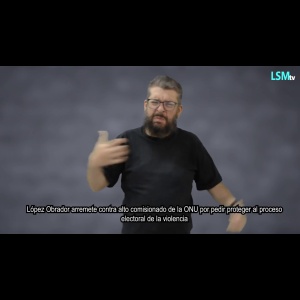 LSMtv
López Obrador arremete contra alto comisionado de la ONU por pedir proteger al proceso
electoral de la violencia